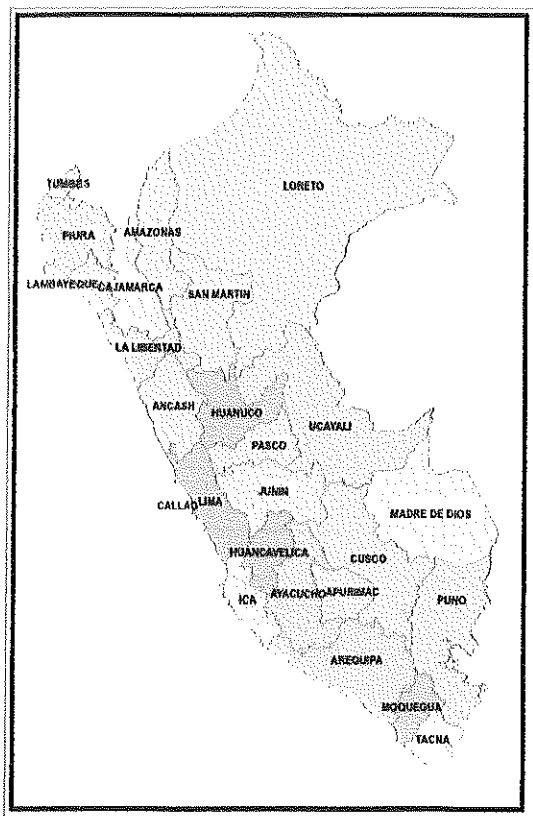 TUMBES
LORETO
PIURA
AMAZONAS
LAMBAYEQUE
CAJAMARCA
SAN MARTIN
LA LIBERTAD
ANCASH
HUANUCO
UCAYALI
PASCO
JUNIN
CALLAO
LIMA
MADRE DE DIOS
HUANCAVELICA
CUSCO
ICA
AYACUCHO
APURIMAC
PUNO
AREQUIPA
MOQUEGUA
TACNA